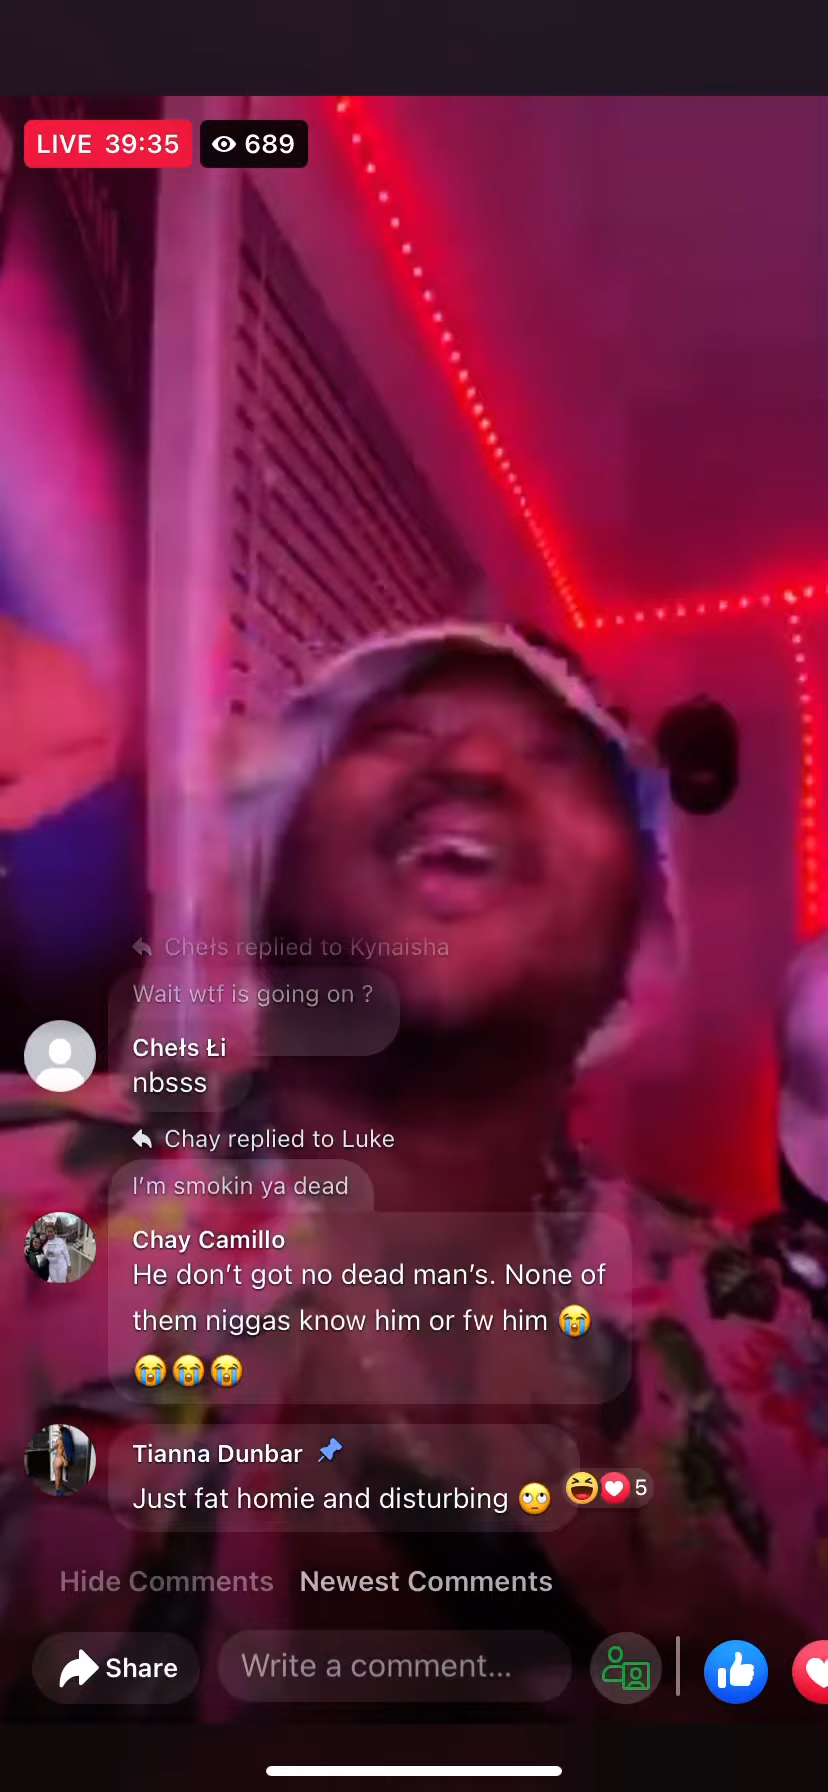 LIVE 39:35 689
Chełs replied to Kynaisha
Wait wtf is going on ?
Chełs Łi
nbsss
Chay replied to Luke
I'm smokin ya dead
Chay Camillo
He don't got no dead man's. None of
them niggas know him or fw him 😭
😭😭😭
Tianna Dunbar
Just fat homie and disturbing 🙄 5
Hide Comments Newest Comments
Share Write a comment...